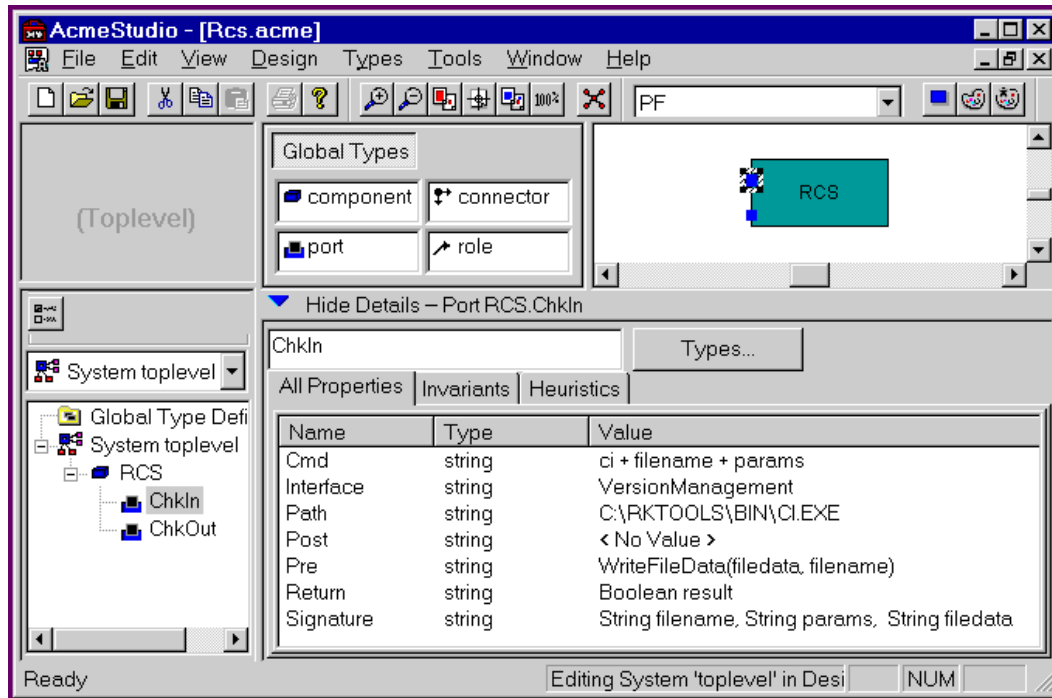 AcmeStudio - [Rcs.acme]
File Edit View Design Types Tools Window Help
100% PF
Global Types
component connector
port role
(Toplevel)
RCS
Hide Details – Port RCS.ChkIn
ChkIn Types...
System toplevel
All Properties Invariants Heuristics
Global Type Defi
System toplevel
RCS
ChkIn
ChkOut
Name Type Value
Cmd string ci + filename + params
Interface string VersionManagement
Path string C:\RKTOOLS\BIN\CI.EXE
Post string < No Value >
Pre string WriteFileData(filedata, filename)
Return string Boolean result
Signature string String filename, String params, String filedata
Ready Editing System 'toplevel' in Desi NUM